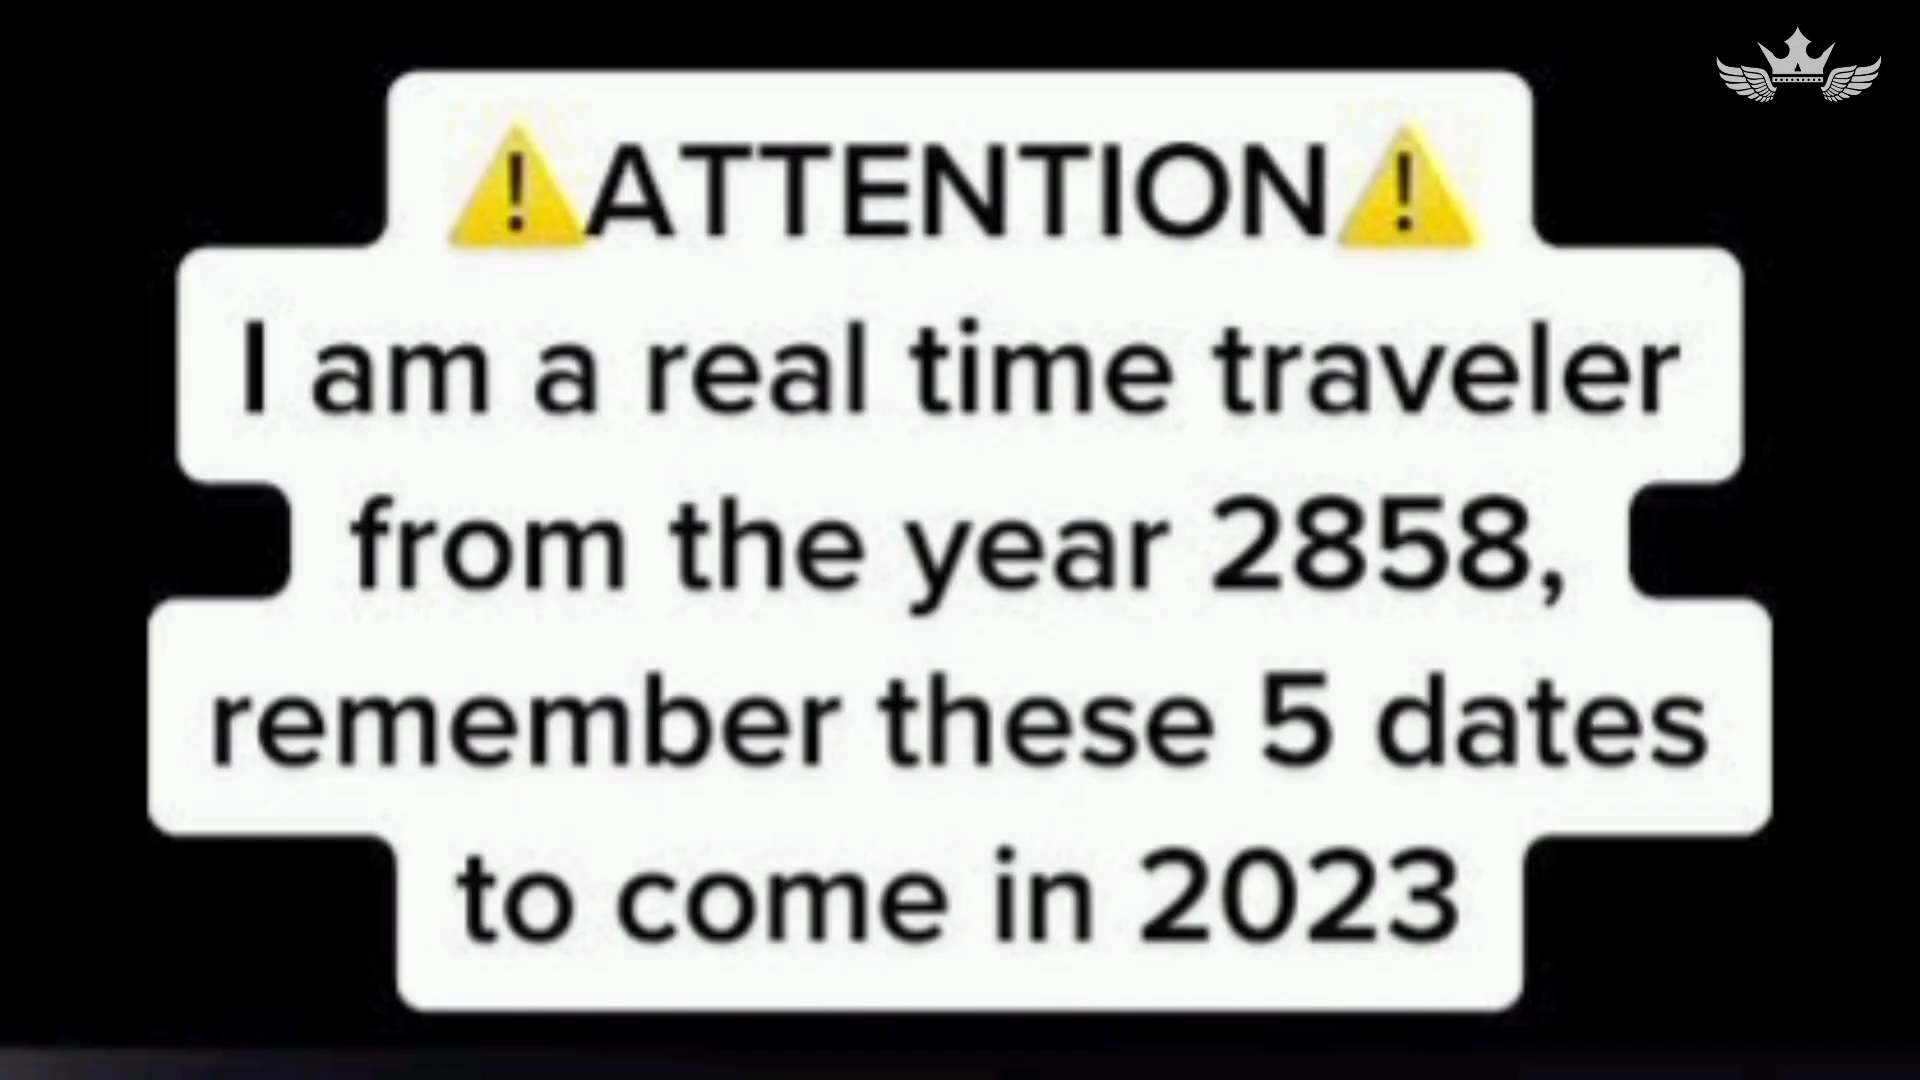 ⚠️ATTENTION⚠️
I am a real time traveler
from the year 2858,
remember these 5 dates
to come in 2023